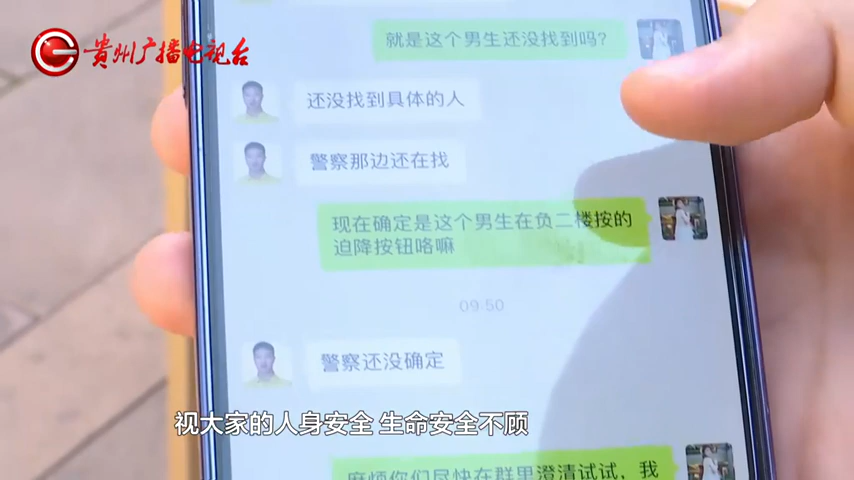 贵州广播电视台
就是这个男生还没找到吗?
还没找到具体的人
警察那边还在找
现在确定是这个男生在负二楼按的
迫降按钮咯嘛
09:50
警察还没确定
视大家的人身安全 生命安全不顾
麻烦你们尽快在群里澄清试试，我